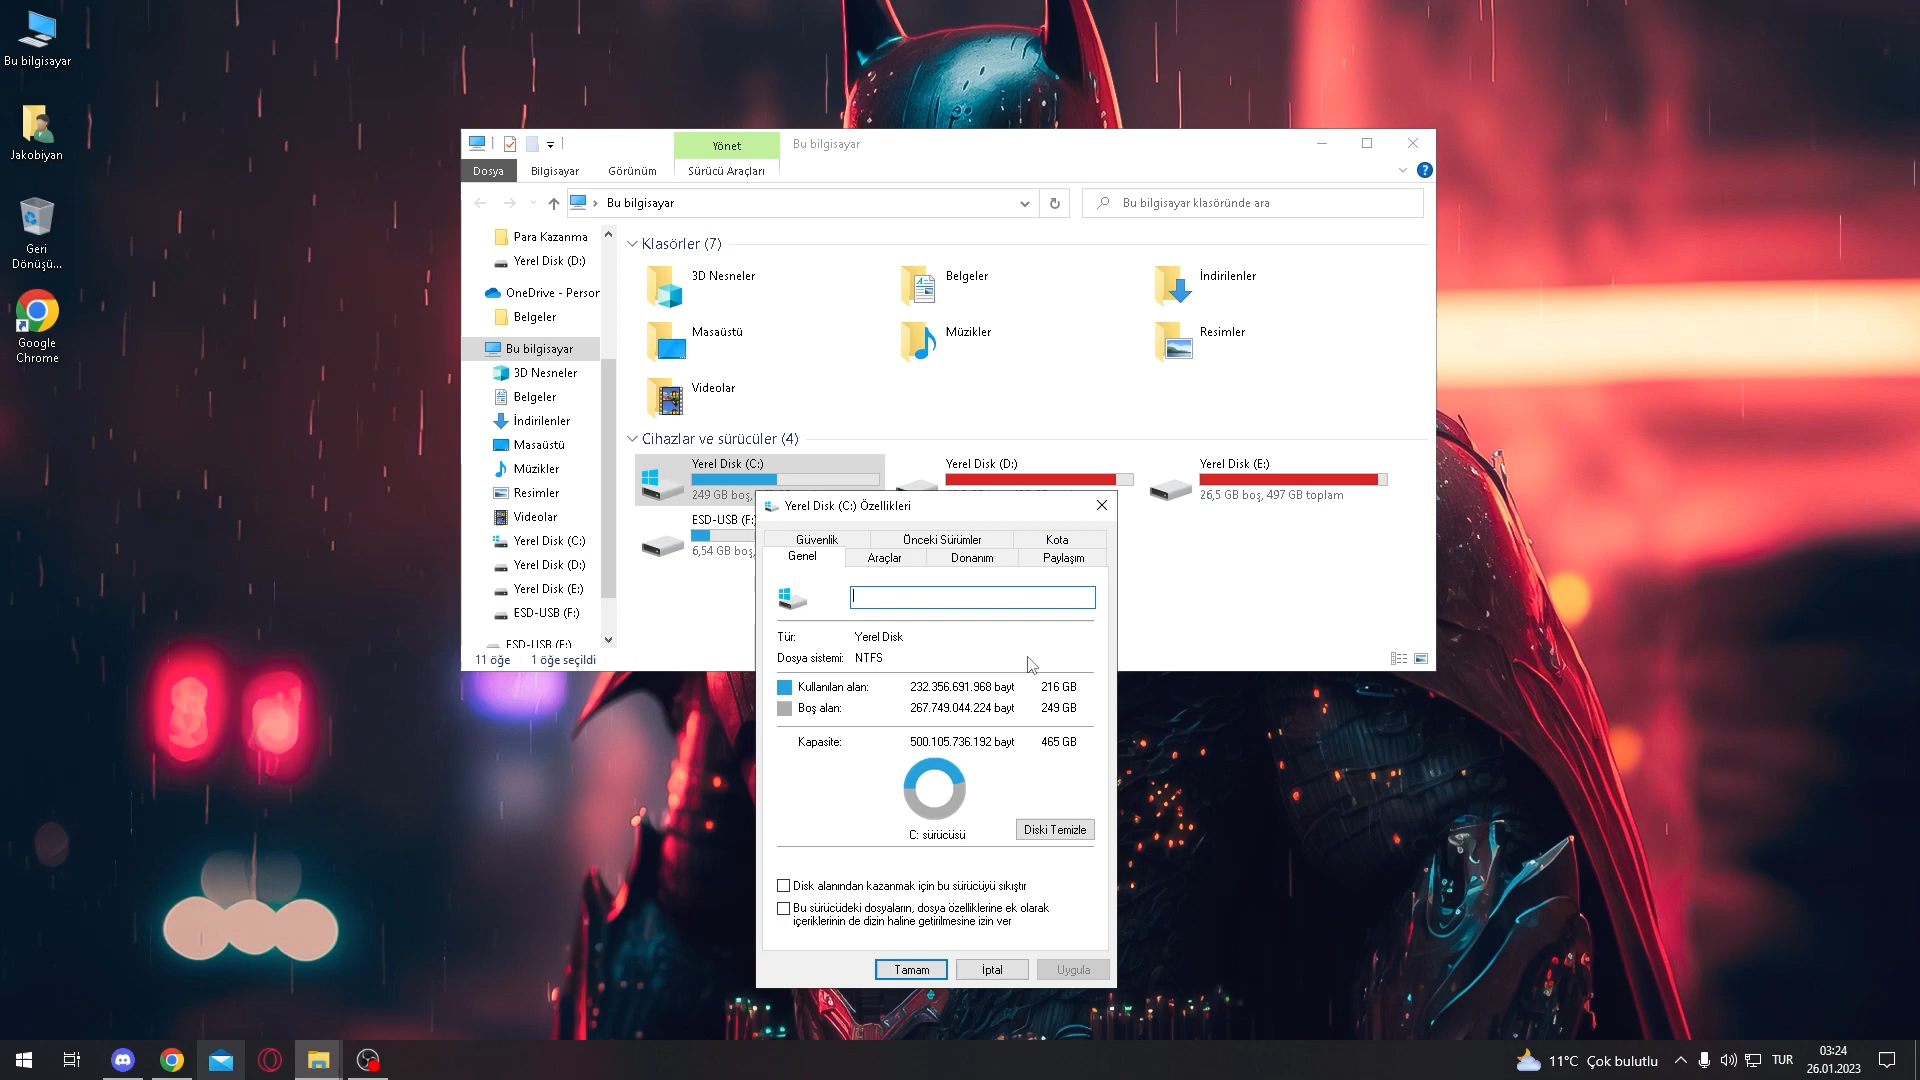 Bu bilgisayar
Jakobiyan
Geri
Dönüşü...
Google
Chrome
Yönet
Bu bilgisayar
Dosya
Bilgisayar
Görünüm
Sürücü Araçları
Bu bilgisayar
Bu bilgisayar klasöründe ara
Para Kazanma
Yerel Disk (D:)
OneDrive - Person
Belgeler
Bu bilgisayar
3D Nesneler
Belgeler
İndirilenler
Masaüstü
Müzikler
Resimler
Videolar
Yerel Disk (C:)
Yerel Disk (D:)
Yerel Disk (E:)
ESD-USB (F:)
ESD-USB (F:)
11 öğe
1 öğe seçildi
Klasörler (7)
3D Nesneler
Belgeler
İndirilenler
Masaüstü
Müzikler
Resimler
Videolar
Cihazlar ve sürücüler (4)
Yerel Disk (C:)
249 GB boş,
Yerel Disk (D:)
Yerel Disk (E:)
26,5 GB boş, 497 GB toplam
ESD-USB (F:)
6,54 GB boş,
Yerel Disk (C:) Özellikleri
Güvenlik
Önceki Sürümler
Kota
Genel
Araçlar
Donanım
Paylaşım
Tür: Yerel Disk
Dosya sistemi: NTFS
Kullanılan alan: 232.356.691.968 bayt 216 GB
Boş alan: 267.749.044.224 bayt 249 GB
Kapasite: 500.105.736.192 bayt 465 GB
C: sürücüsü
Diski Temizle
Disk alanından kazanmak için bu sürücüyü sıkıştır
Bu sürücüdeki dosyaların, dosya özelliklerine ek olarak
içeriklerinin de dizin haline getirilmesine izin ver
Tamam
İptal
Uygula
11°C Çok bulutlu
TUR
03:24
26.01.2023